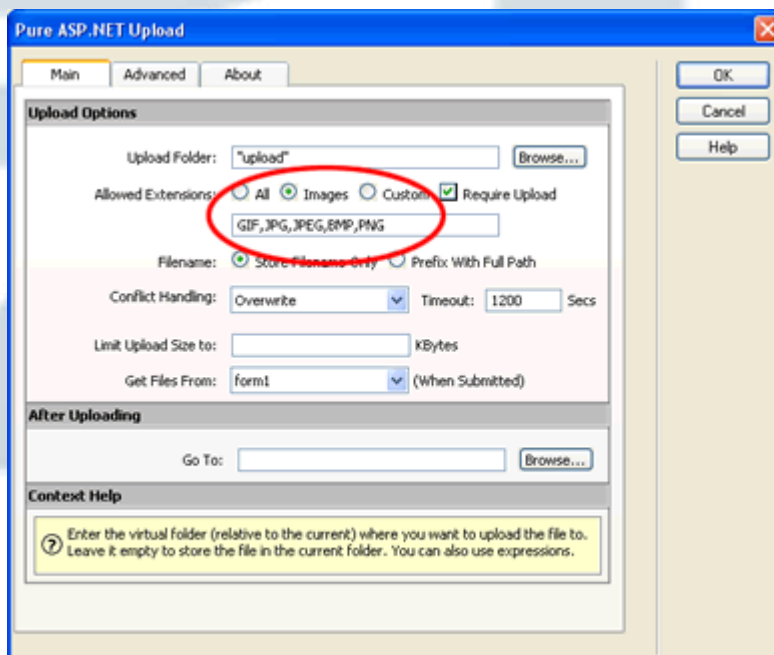 Pure ASP.NET Upload
Main Advanced About
OK
Cancel
Help
Upload Options
Upload Folder: "upload" Browse...
Allowed Extensions: All Images Custom Require Upload
GIF,JPG,JPEG,BMP,PNG
Filename: Store Filename Only Prefix With Full Path
Conflict Handling: Overwrite Timeout: 1200 Secs
Limit Upload Size to: KBytes
Get Files From: form1 (When Submitted)
After Uploading
Go To: Browse...
Context Help
Enter the virtual folder (relative to the current) where you want to upload the file to.
Leave it empty to store the file in the current folder. You can also use expressions.